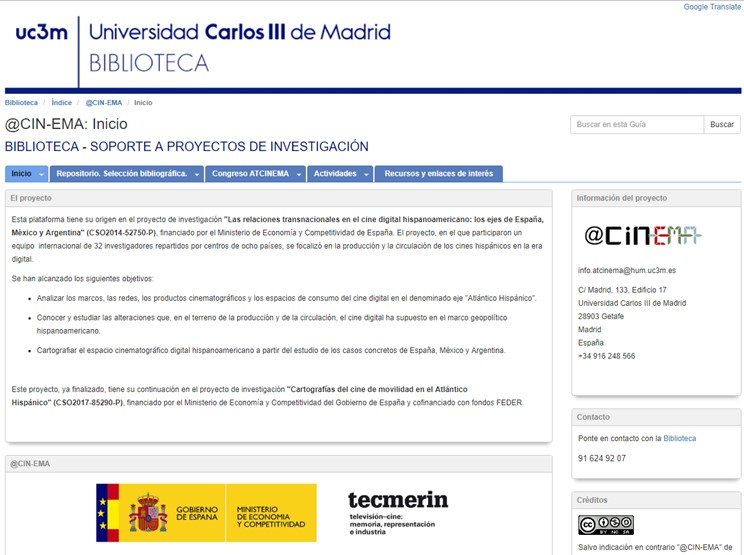 Google Translate
uc3m Universidad Carlos III de Madrid
BIBLIOTECA
Biblioteca / Índice / @CIN-EMA / Inicio
@CIN-EMA: Inicio
Buscar en esta Guía Buscar
BIBLIOTECA - SOPORTE A PROYECTOS DE INVESTIGACIÓN
Inicio Repositorio. Selección bibliográfica. Congreso ATCINEMA Actividades Recursos y enlaces de interés
El proyecto
Esta plataforma tiene su origen en el proyecto de investigación "Las relaciones transnacionales en el cine digital hispanoamericano: los ejes de España,
México y Argentina" (CSO2014-52750-P), financiado por el Ministerio de Economía y Competitividad de España. El proyecto, en el que participaron un
equipo internacional de 32 investigadores repartidos por centros de ocho países, se focalizó en la producción y la circulación de los cines hispánicos en la era
digital.
Se han alcanzado los siguientes objetivos:
• Analizar los marcos, las redes, los productos cinematográficos y los espacios de consumo del cine digital en el denominado eje "Atlántico Hispánico".
• Conocer y estudiar las alteraciones que, en el terreno de la producción y de la circulación, el cine digital ha supuesto en el marco geopolítico
hispanoamericano.
• Cartografiar el espacio cinematográfico digital hispanoamericano a partir del estudio de los casos concretos de España, México y Argentina.
Este proyecto, ya finalizado, tiene su continuación en el proyecto de investigación "Cartografías del cine de movilidad en el Atlántico
Hispánico" (CSO2017-85290-P), financiado por el Ministerio de Economía y Competitividad del Gobierno de España y cofinanciado con fondos FEDER.
@CIN-EMA
GOBIERNO
DE ESPAÑA
MINISTERIO
DE ECONOMÍA
Y COMPETITIVIDAD
tecmerin
televisión-cine:
memoria, representación
e industria
Información del proyecto
@CIN-EMA
info.atcinema@hum.uc3m.es
C/ Madrid, 133, Edificio 17
Universidad Carlos III de Madrid
28903 Getafe
Madrid
España
+34 916 248 566
Contacto
Ponte en contacto con la Biblioteca
91 624 92 07
Créditos
cc BY NC SA
Salvo indicación en contrario "@CIN-EMA" de